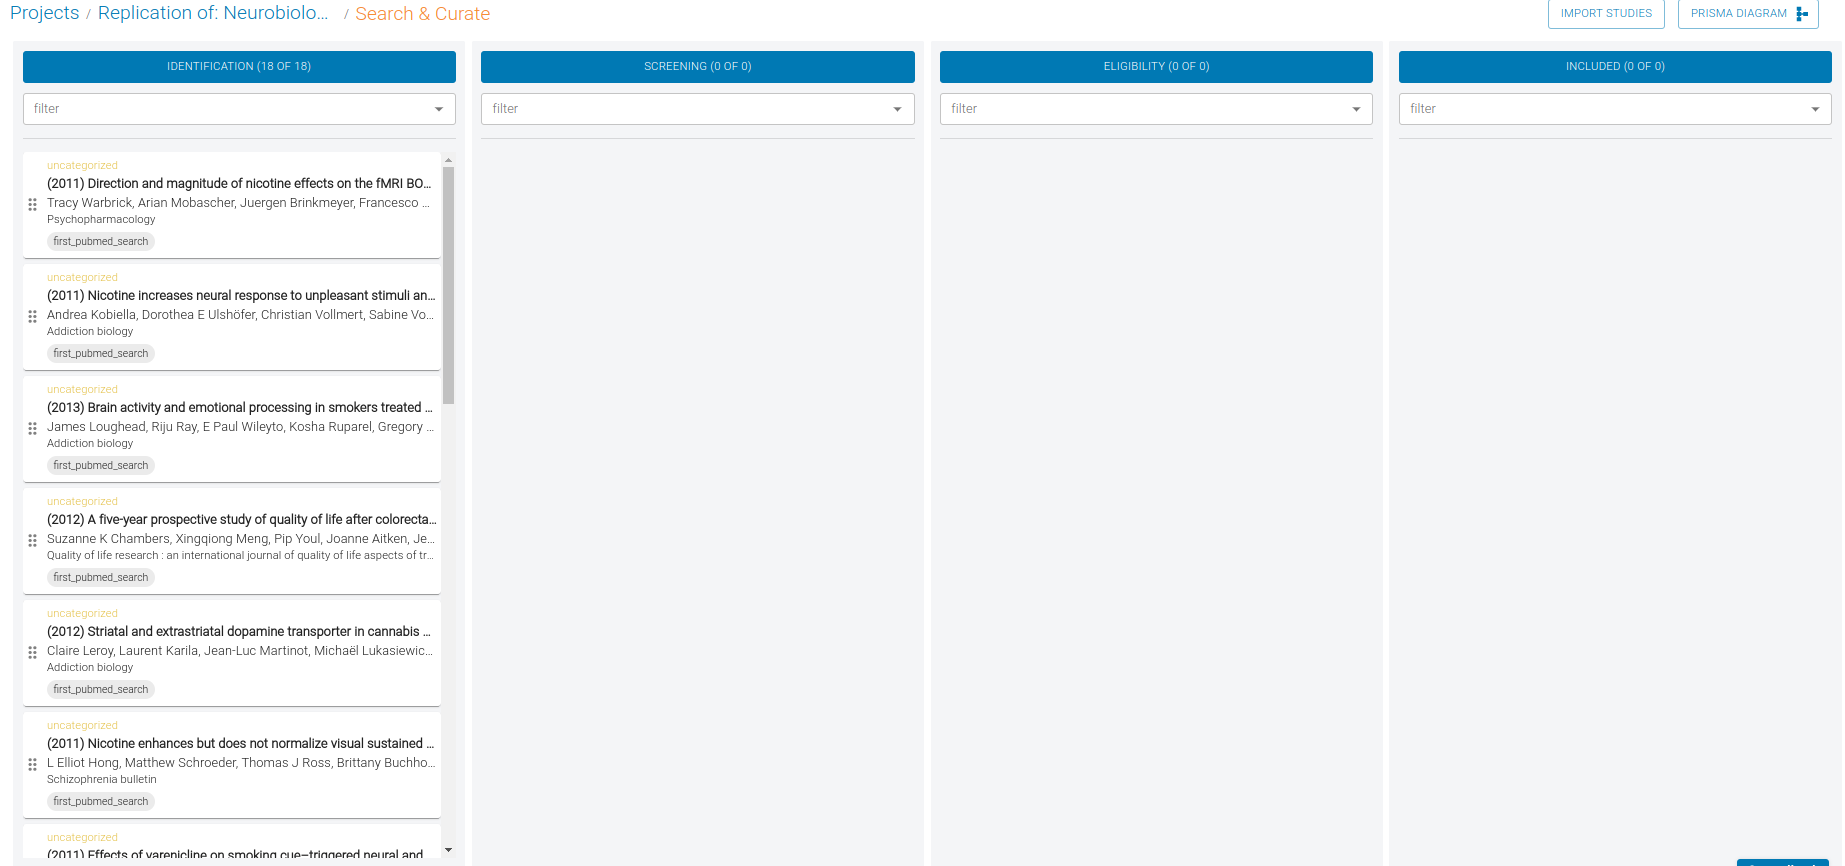 Projects / Replication of: Neurobiolo... / Search & Curate
IMPORT STUDIES
PRISMA DIAGRAM
IDENTIFICATION (18 OF 18)
filter
uncategorized
(2011) Direction and magnitude of nicotine effects on the fMRI BO...
Tracy Warbrick, Arian Mobascher, Juergen Brinkmeyer, Francesco ...
Psychopharmacology
first_pubmed_search
uncategorized
(2011) Nicotine increases neural response to unpleasant stimuli an...
Andrea Kobiella, Dorothea E Ulshöfer, Christian Vollmert, Sabine Vo...
Addiction biology
first_pubmed_search
uncategorized
(2013) Brain activity and emotional processing in smokers treated ...
James Loughead, Riju Ray, E Paul Wileyto, Kosha Ruparel, Gregory ...
Addiction biology
first_pubmed_search
uncategorized
(2012) A five-year prospective study of quality of life after colorecta...
Suzanne K Chambers, Xingqiong Meng, Pip Youl, Joanne Aitken, Je...
Quality of life research : an international journal of quality of life aspects of tr...
first_pubmed_search
uncategorized
(2012) Striatal and extrastriatal dopamine transporter in cannabis ...
Claire Leroy, Laurent Karila, Jean-Luc Martinot, Michaël Lukasiewic...
Addiction biology
first_pubmed_search
uncategorized
(2011) Nicotine enhances but does not normalize visual sustained ...
L Elliot Hong, Matthew Schroeder, Thomas J Ross, Brittany Buchho...
Schizophrenia bulletin
first_pubmed_search
uncategorized
(2011) Effects of varenicline on smoking cue–triggered neural and
SCREENING (0 OF 0)
filter
ELIGIBILITY (0 OF 0)
filter
INCLUDED (0 OF 0)
filter